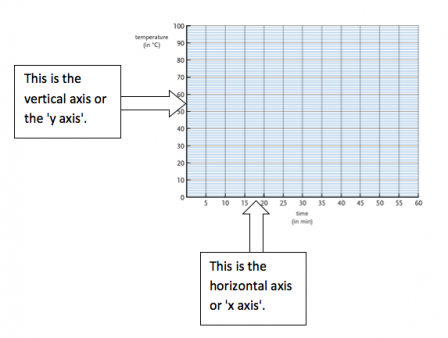 100
temperature
(in °C)
90
80
This is the
vertical axis or
the 'y axis'.
70
60
50
40
30
20
10
0
5 10 15 20 25 30 35 40 45 50 55 60
time
(in min)
This is the
horizontal axis
or 'x axis'.